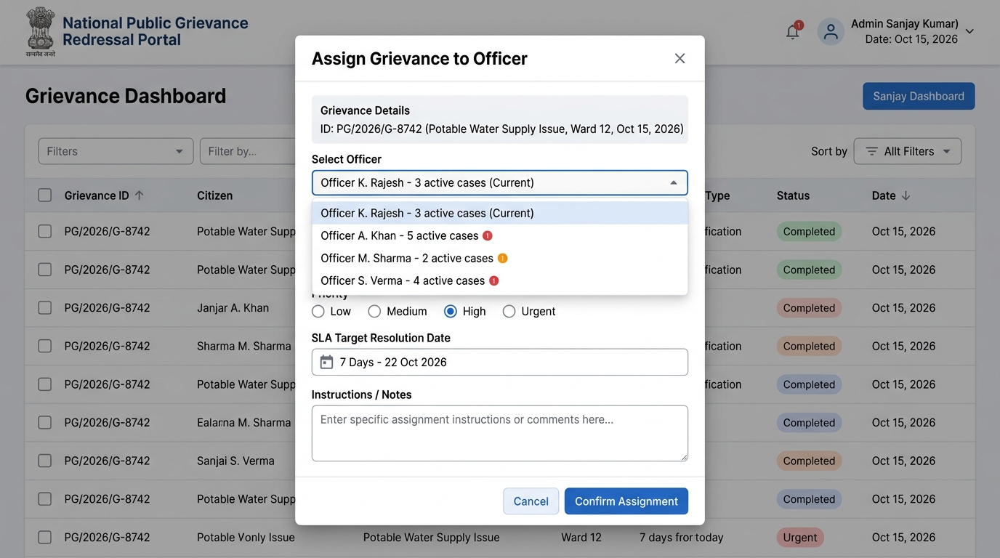 सत्यमेव जयते
National Public Grievance
Redressal Portal
1
Admin Sanjay Kumar)
Date: Oct 15, 2026
Grievance Dashboard
Sanjay Dashboard
Filters
Filter by...
Sort by
Allt Filters
Grievance ID
Citizen
Type
Status
Date
PG/2026/G-8742 Potable Water Supp fication Completed Oct 15, 2026
PG/2026/G-8742 Potable Water Supp fication Completed Oct 15, 2026
PG/2026/G-8742 Janjar A. Khan Completed Oct 15, 2026
PG/2026/G-8742 Sharma M. Sharma fication Completed Oct 15, 2026
PG/2026/G-8742 Potable Water Supp fication Completed Oct 15, 2026
PG/2026/G-8742 Ealarna M. Sharma Completed Oct 15, 2026
PG/2026/G-8742 Sanjai S. Verma Completed Oct 15, 2026
PG/2026/G-8742 Potable Water Supp Completed Oct 15, 2026
PG/2026/G-8742 Potable Vonly Issue Potable Water Supply Issue Ward 12 7 days fror today Urgent Oct 15, 2026
Assign Grievance to Officer
Grievance Details
ID: PG/2026/G-8742 (Potable Water Supply Issue, Ward 12, Oct 15, 2026)
Select Officer
Officer K. Rajesh - 3 active cases (Current)
Officer K. Rajesh - 3 active cases (Current)
Officer A. Khan - 5 active cases 1
Officer M. Sharma - 2 active cases 1
Officer S. Verma - 4 active cases 1
Priority
Low Medium High Urgent
SLA Target Resolution Date
7 Days - 22 Oct 2026
Instructions / Notes
Enter specific assignment instructions or comments here...
Cancel
Confirm Assignment